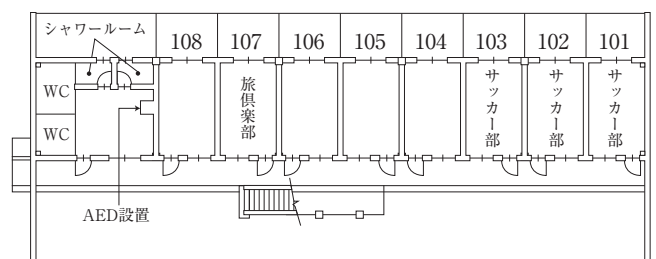 シャワールーム
108
107
106
105
104
103
102
101
WC
WC
旅倶楽部
サッカー部
サッカー部
サッカー部
AED設置